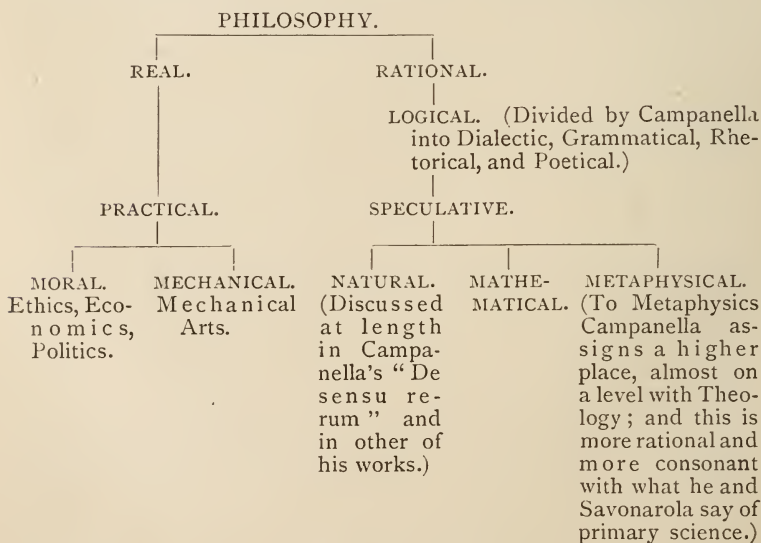 PHILOSOPHY.
REAL.
RATIONAL.
LOGICAL. (Divided by Campanella
into Dialectic, Grammatical, Rhe-
torical, and Poetical.)
PRACTICAL.
SPECULATIVE.
MORAL.
Ethics, Eco-
nomics,
Politics.
MECHANICAL.
Mechanical
Arts.
NATURAL.
(Discussed
at length
in Campa-
nella's “De
sensu re-
rum” and
in other of
his works.)
MATHE-
MATICAL.
METAPHYSICAL.
(To Metaphysics
Campanella as-
signs a higher
place, almost on
a level with Theo-
logy; and this is
more rational and
more consonant
with what he and
Savonarola say of
primary science.)